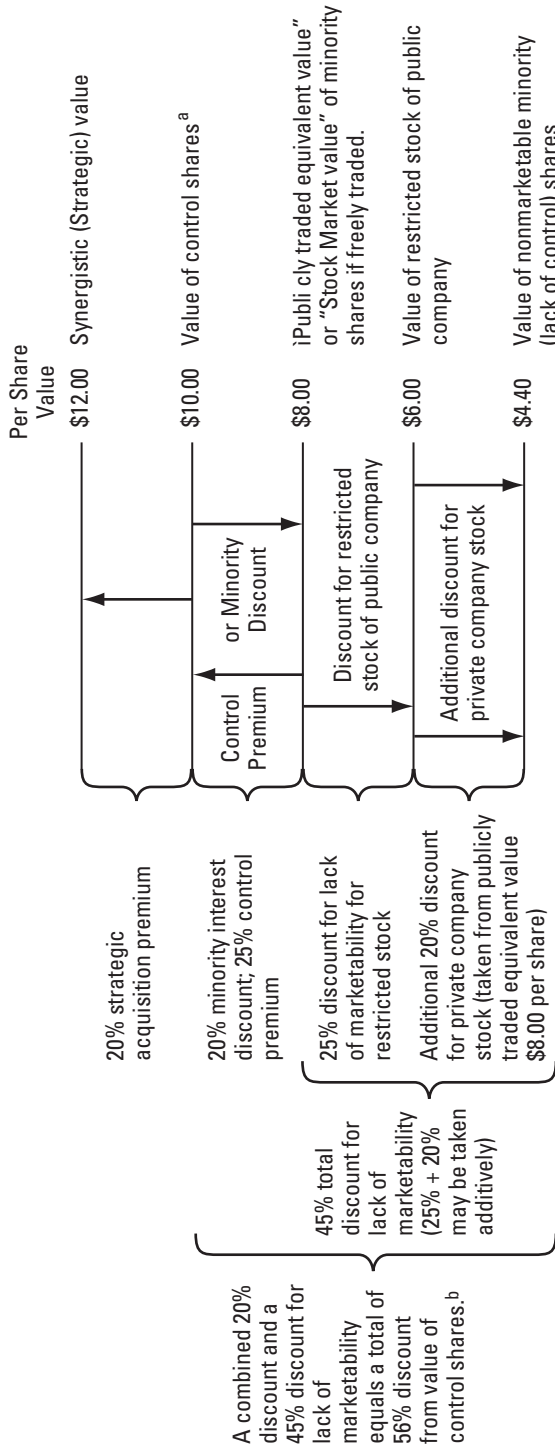 Per Share
Value
$12.00 Synergistic (Strategic) value
$10.00 Value of control shares a
$8.00 ìPubli cly traded equivalent value”
or “Stock Market value” of minority
shares if freely traded.
$6.00 Value of restricted stock of public
company
$4.40 Value of nonmarketable minority
(lack of control) shares
Control
Premium
or Minority
Discount
Discount for restricted
stock of public company
Additional discount for
private company stock
20% strategic
acquisition premium
20% minority interest
discount; 25% control
premium
25% discount for lack
of marketability for
restricted stock
Additional 20% discount
for private company
stock (taken from publicly
traded equivalent value
$8.00 per share)
45% total
discount for
lack of
marketability
(25% + 20%
may be taken
additively)
A combined 20%
discount and a
45% discount for
lack of
marketability
equals a total of
56% discount
from value of
control shares.b